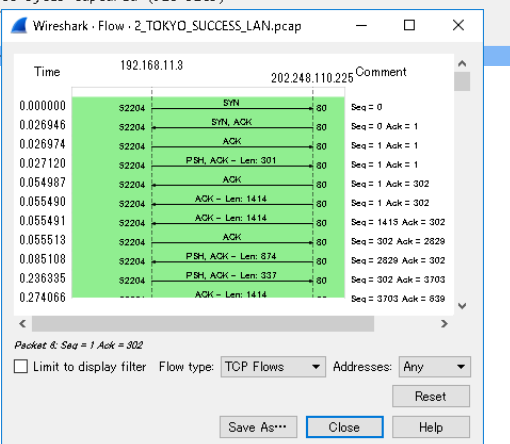 Wireshark · Flow · 2_TOKYO_SUCCESS_LAN.pcap
Time 192.168.11.3 202.248.110.225 Comment
0.000000 52204 SYN 80 Seq = 0
0.026946 52204 SYN, ACK 80 Seq = 0 Ack = 1
0.026974 52204 ACK 80 Seq = 1 Ack = 1
0.027120 52204 PSH, ACK - Len: 301 80 Seq = 1 Ack = 1
0.054987 52204 ACK 80 Seq = 1 Ack = 302
0.055490 52204 ACK - Len: 1414 80 Seq = 1 Ack = 302
0.055491 52204 ACK - Len: 1414 80 Seq = 1415 Ack = 302
0.055513 52204 ACK 80 Seq = 302 Ack = 2829
0.085108 52204 PSH, ACK - Len: 874 80 Seq = 2829 Ack = 302
0.236335 52204 PSH, ACK - Len: 337 80 Seq = 302 Ack = 3703
0.274066 ACK - Len: 1414 Seq = 3703 Ack = 639
Packet 6: Seq = 1 Ack = 302
Limit to display filter Flow type: TCP Flows Addresses: Any
Reset
Save As··· Close Help